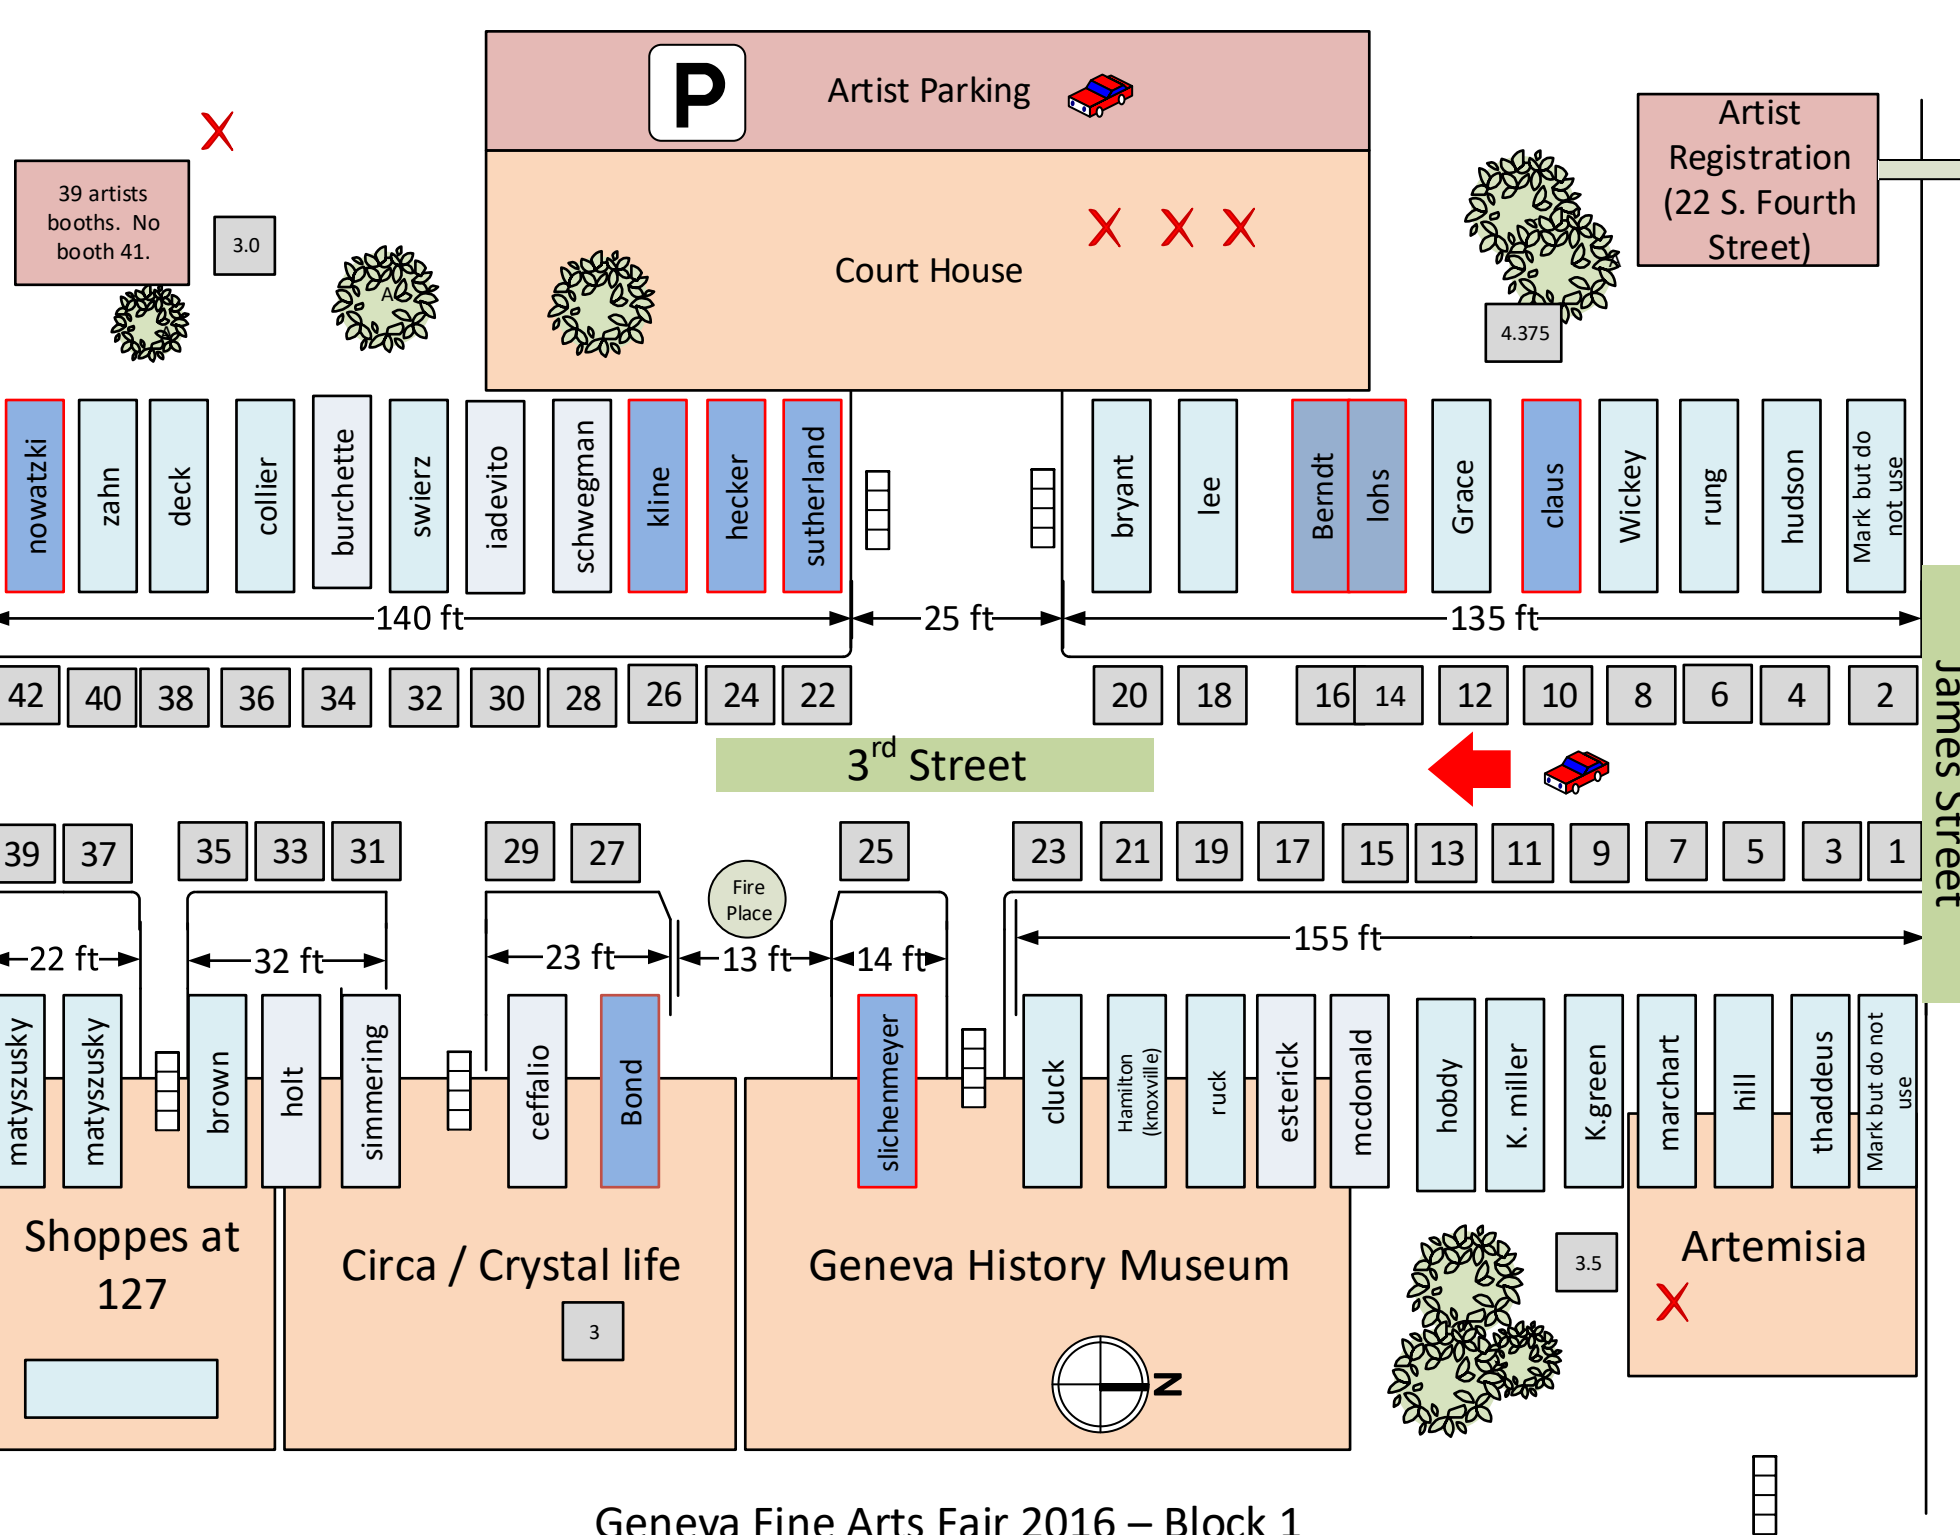 P
Artist Parking
Artist
Registration
(22 S. Fourth
Street)
39 artists
booths. No
booth 41.
3.0
A
Court House
4.375
nowatzki
zahn
deck
collier
burchette
swierz
iadevito
schwegman
kline
hecker
sutherland
bryant
lee
Berndt
lohs
Grace
claus
Wickey
rung
hudson
Mark but do
not use
140 ft
25 ft
135 ft
42 40 38 36 34 32 30 28 26 24 22 20 18 16 14 12 10 8 6 4 2
3rd Street
James Street
39 37 35 33 31 29 27 25 23 21 19 17 15 13 11 9 7 5 3 1
Fire
Place
22 ft
32 ft
23 ft
13 ft
14 ft
155 ft
matyszusky
matyszusky
brown
holt
simmering
ceffalio
Bond
slichenmeyer
cluck
Hamilton
(knoxville)
ruck
esterick
mcdonald
hobdy
K. miller
K.green
marchart
hill
thaddeus
Mark but do not
use
Shoppes at
127
Circa / Crystal life
3
Geneva History Museum
N
3.5
Artemisia
Geneva Fine Arts Fair 2016 – Block 1